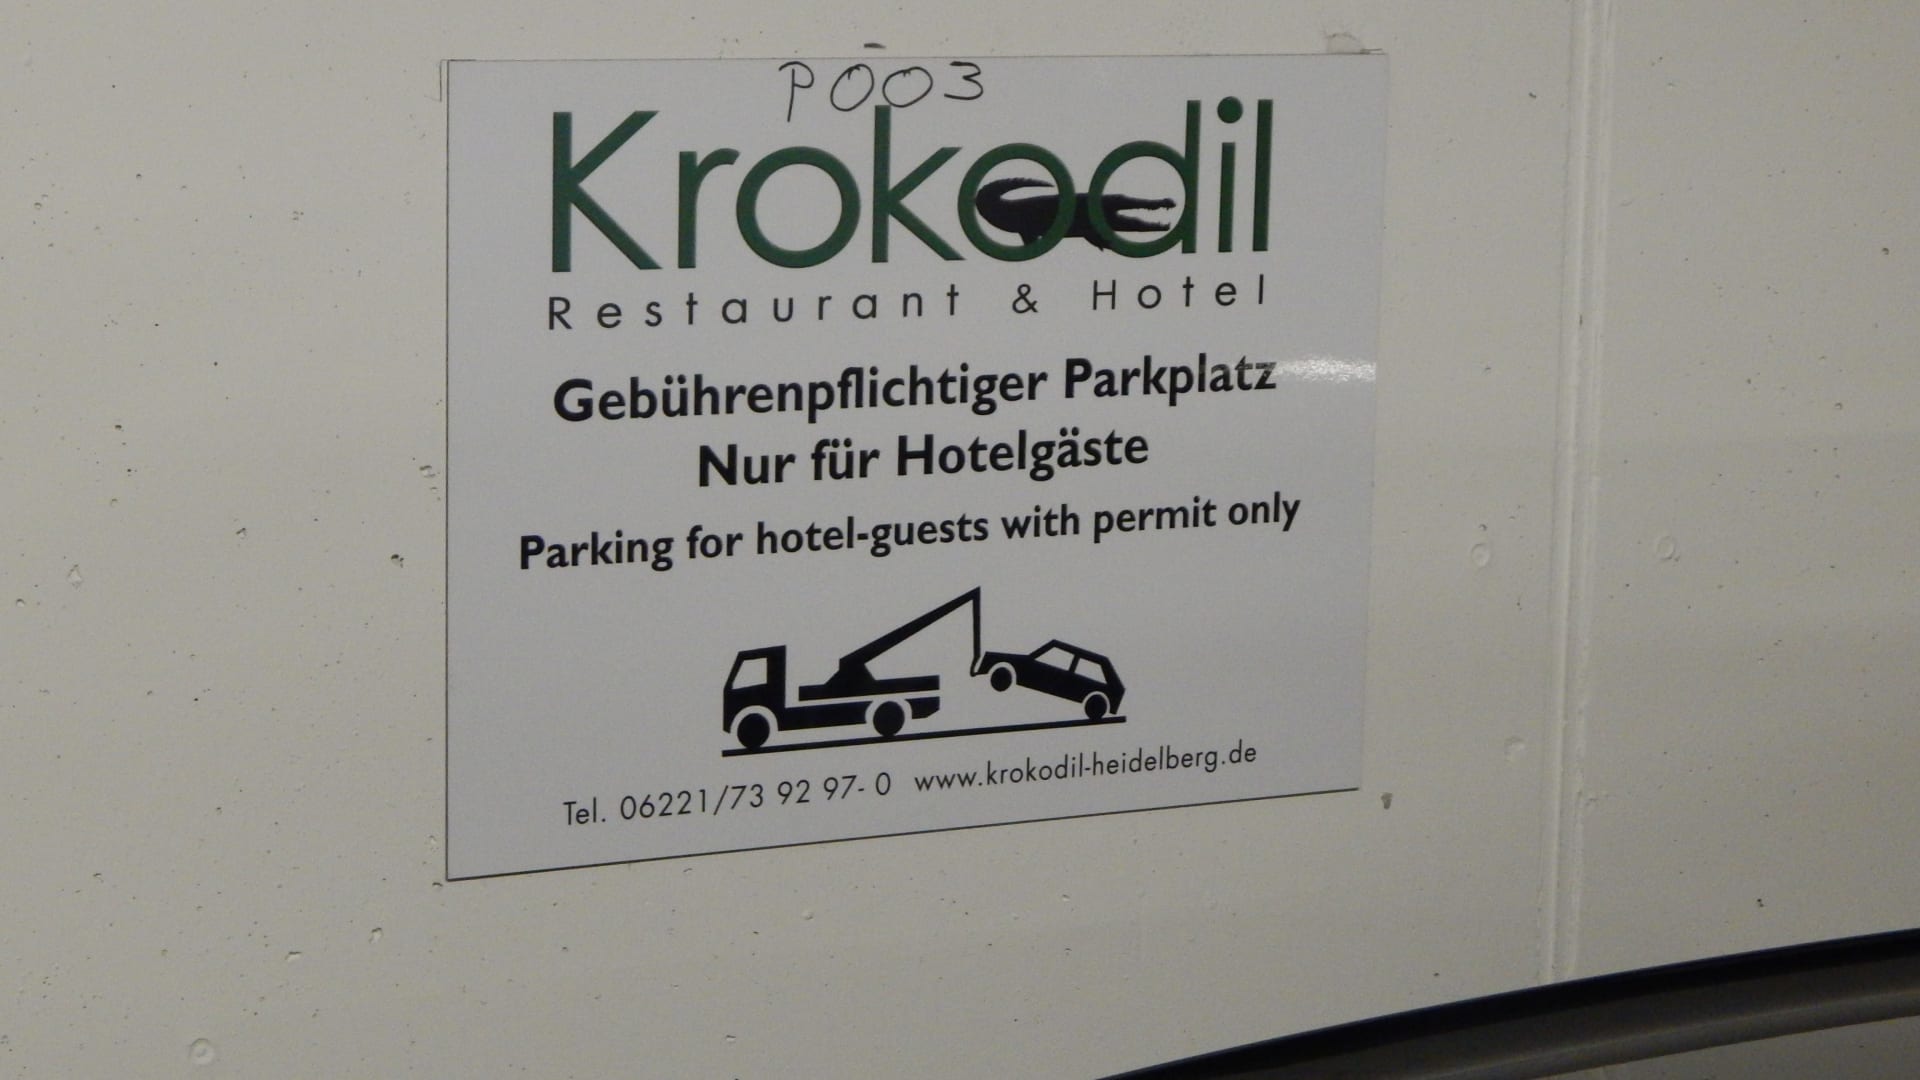 P003
Krokodil
Restaurant & Hotel
Gebührenpflichtiger Parkplatz
Nur für Hotelgäste
Parking for hotel-guests with permit only
Tel. 06221/73 92 97- 0 www.krokodil-heidelberg.de